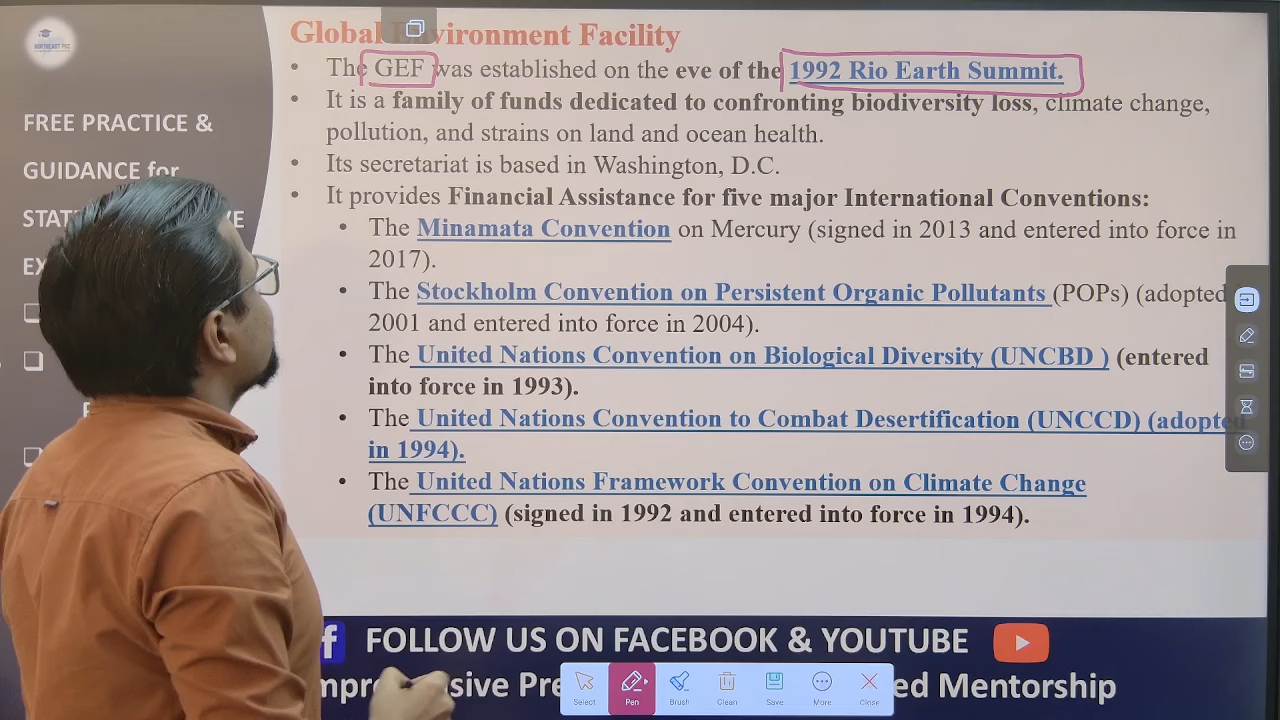 NORTHEAST PSC
FREE PRACTICE &
GUIDANCE for
Global Environment Facility
• The GEF was established on the eve of the 1992 Rio Earth Summit.
• It is a family of funds dedicated to confronting biodiversity loss, climate change,
pollution, and strains on land and ocean health.
• Its secretariat is based in Washington, D.C.
• It provides Financial Assistance for five major International Conventions:
• The Minamata Convention on Mercury (signed in 2013 and entered into force in
2017).
• The Stockholm Convention on Persistent Organic Pollutants (POPs) (adopted
2001 and entered into force in 2004).
• The United Nations Convention on Biological Diversity (UNCBD ) (entered
into force in 1993).
• The United Nations Convention to Combat Desertification (UNCCD) (adopted
in 1994).
• The United Nations Framework Convention on Climate Change
(UNFCCC) (signed in 1992 and entered into force in 1994).
f FOLLOW US ON FACEBOOK & YOUTUBE
Mentorship
Select Pen Brush Clean Save More Close